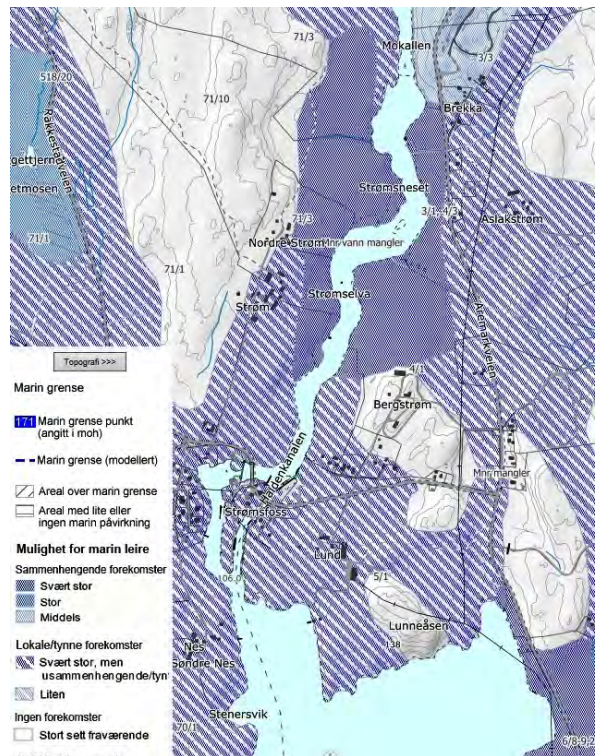 71/3
Mokallen
3/3
518/20
71/10
Brekka
Rakkestadveien
Strømsneset
3/1, 4/3
Aslakstrøm
71/3
71/1
Nordre Strøm
Mnr vann mangler
71/1
Strøm
Strømselva
Aremarkveien
Topografi >>>
4/1
Bergstrøm
Marin grense
171 Marin grense punkt
(angitt i moh)
Marin grense (modellert)
Haldenkanalen
Mnr mangler
Areal over marin grense
Areal med lite eller
ingen marin påvirkning
Strømsfoss
Lund
Mulighet for marin leire
Sammenhengende forekomster
Svært stor
Stor
Middels
106.0
5/1
Lunneåsen
138
Lokale/tynne forekomster
Svært stor, men
usammenhengende/tyn
Liten
Nes
Søndre Nes
Stenersvik
70/1
Ingen forekomster
Stort sett fraværende